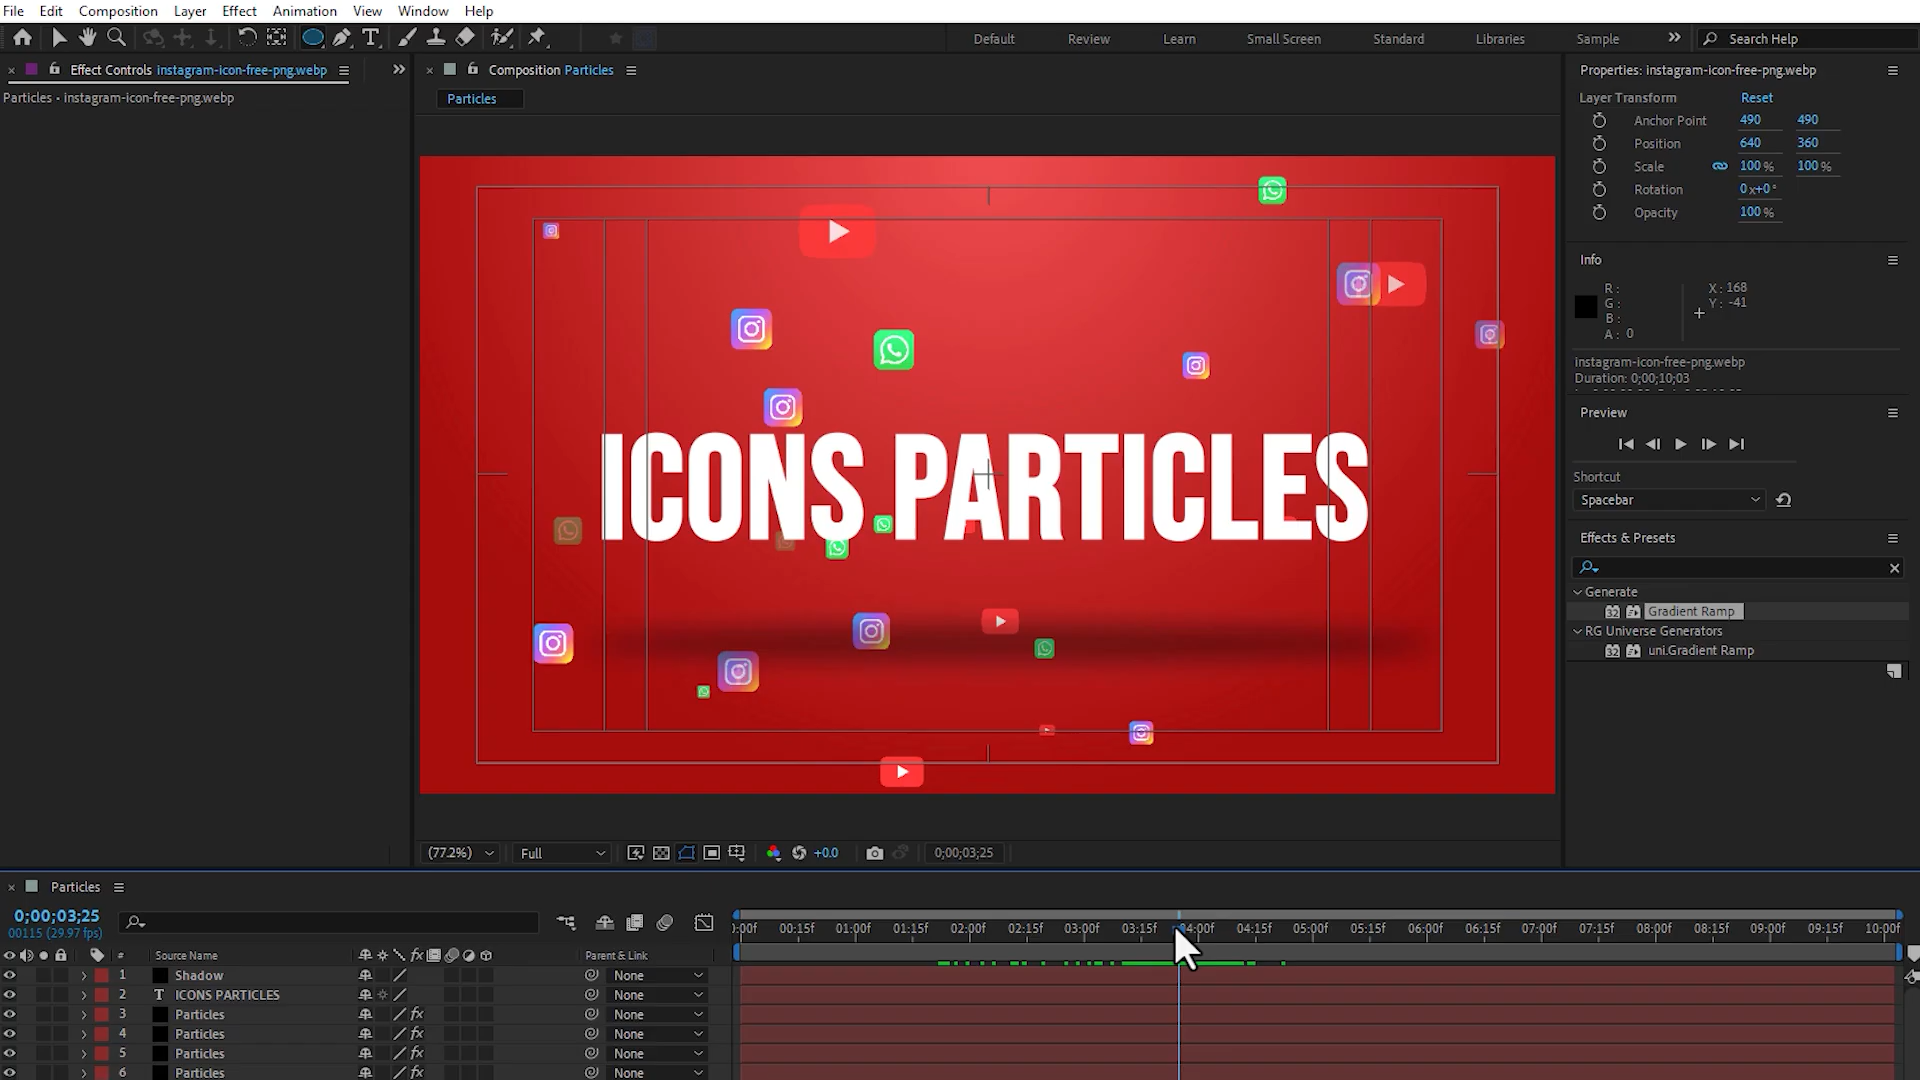 File Edit Composition Layer Effect Animation View Window Help
Default Review Learn Small Screen Standard Libraries Sample Search Help
Effect Controls instagram-icon-free-png.webp
Composition Particles
Properties: instagram-icon-free-png.webp
Particles • instagram-icon-free-png.webp
Particles
Layer Transform Reset
Anchor Point 490 490
Position 640 360
Scale 100 % 100 %
Rotation 0x+0°
Opacity 100 %
Info
R :
G :
B :
A : 0
X : 168
Y : -41
instagram-icon-free-png.webp
Duration: 0;00;10;03
Preview
Shortcut
Spacebar
Effects & Presets
Generate
32 Gradient Ramp
RG Universe Generators
32 uni.Gradient Ramp
ICONS PARTICLES
(77.2%) Full +0.0 0;00;03;25
Particles
0;00;03;25
00115 (29.97 fps)
):00f 00:15f 01:00f 01:15f 02:00f 02:15f 03:00f 03:15f 04:00f 04:15f 05:00f 05:15f 06:00f 06:15f 07:00f 07:15f 08:00f 08:15f 09:00f 09:15f 10:00f
# Source Name fx Parent & Link
1 Shadow None
2 T ICONS PARTICLES None
3 Particles fx None
4 Particles fx None
5 Particles fx None
6 Particles fx None